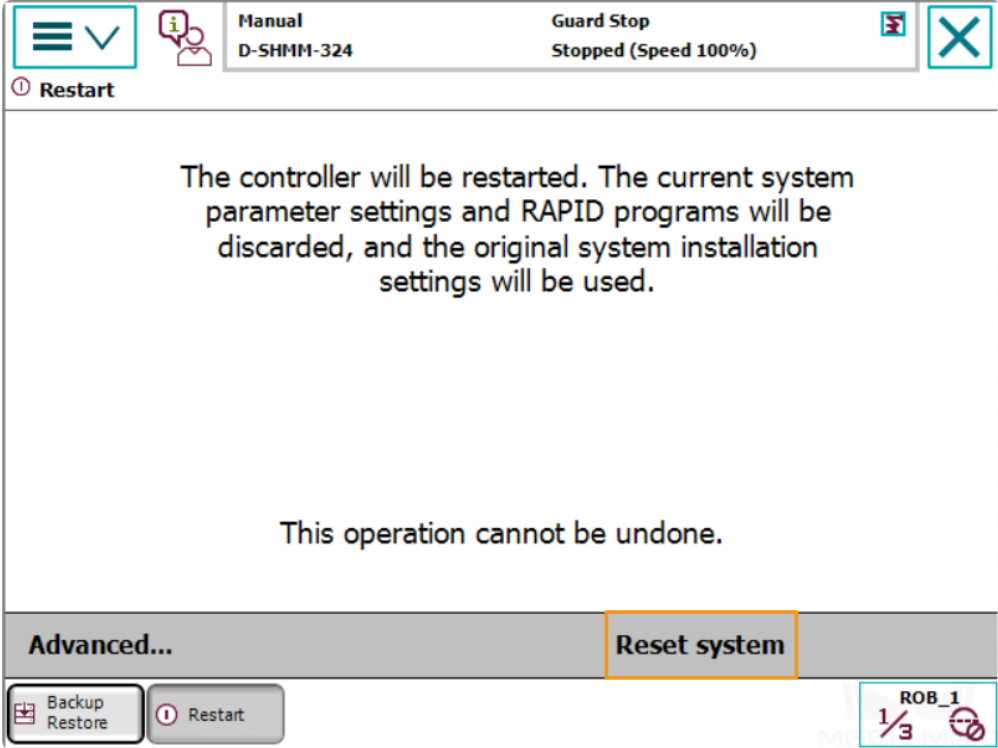 Manual
Guard Stop
D-SHMM-324
Stopped (Speed 100%)
Restart
The controller will be restarted. The current system
parameter settings and RAPID programs will be
discarded, and the original system installation
settings will be used.
This operation cannot be undone.
Advanced...
Reset system
Backup
Restore
Restart
ROB_1
1/3